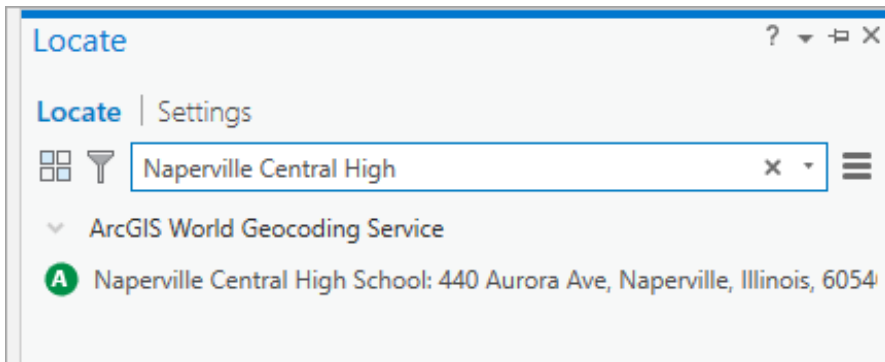 Locate ?
Locate | Settings
Naperville Central High
ArcGIS World Geocoding Service
A Naperville Central High School: 440 Aurora Ave, Naperville, Illinois,